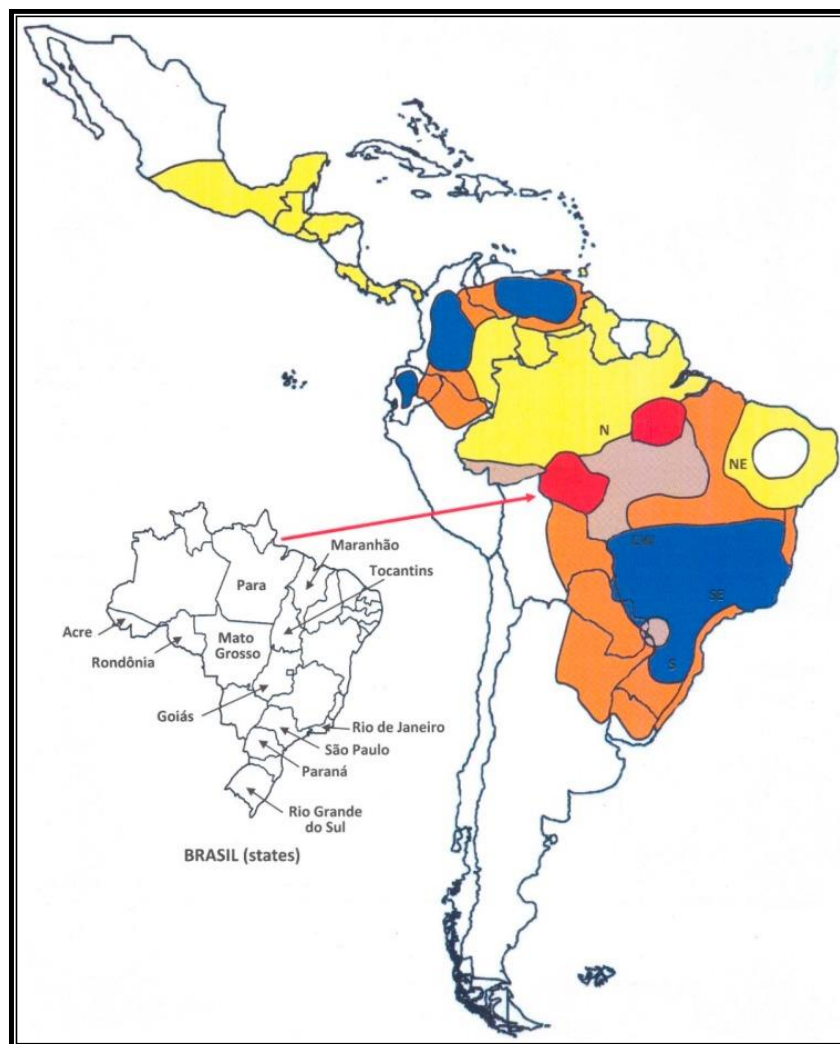 N
NE
CW
SE
S
Maranhão
Para
Tocantins
Acre
Mato
Grosso
Rondônia
Goiás
Rio de Janeiro
São Paulo
Paraná
Rio Grande
do Sul
BRASIL (states)